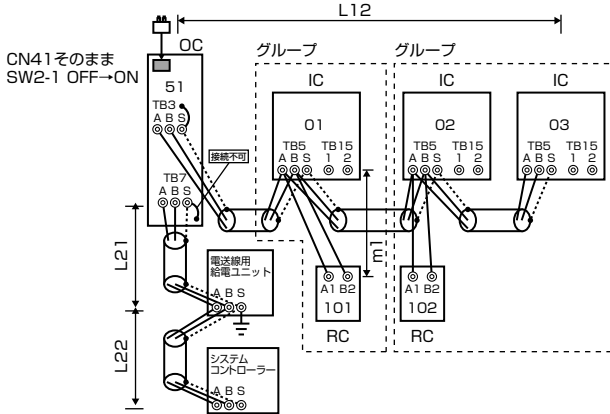 L12
CN41そのまま
SW2-1 OFF→ON
OC
51
TB3
A B S
TB7
A B S
接続不可
グループ
IC
01
TB5
A B S
TB15
1 2
グループ
IC
02
TB5
A B S
TB15
1 2
IC
03
TB5
A B S
TB15
1 2
m1
A1 B2
101
RC
A1 B2
102
RC
L21
電送線用
給電ユニット
A B S
L22
システム
コントローラー
A B S